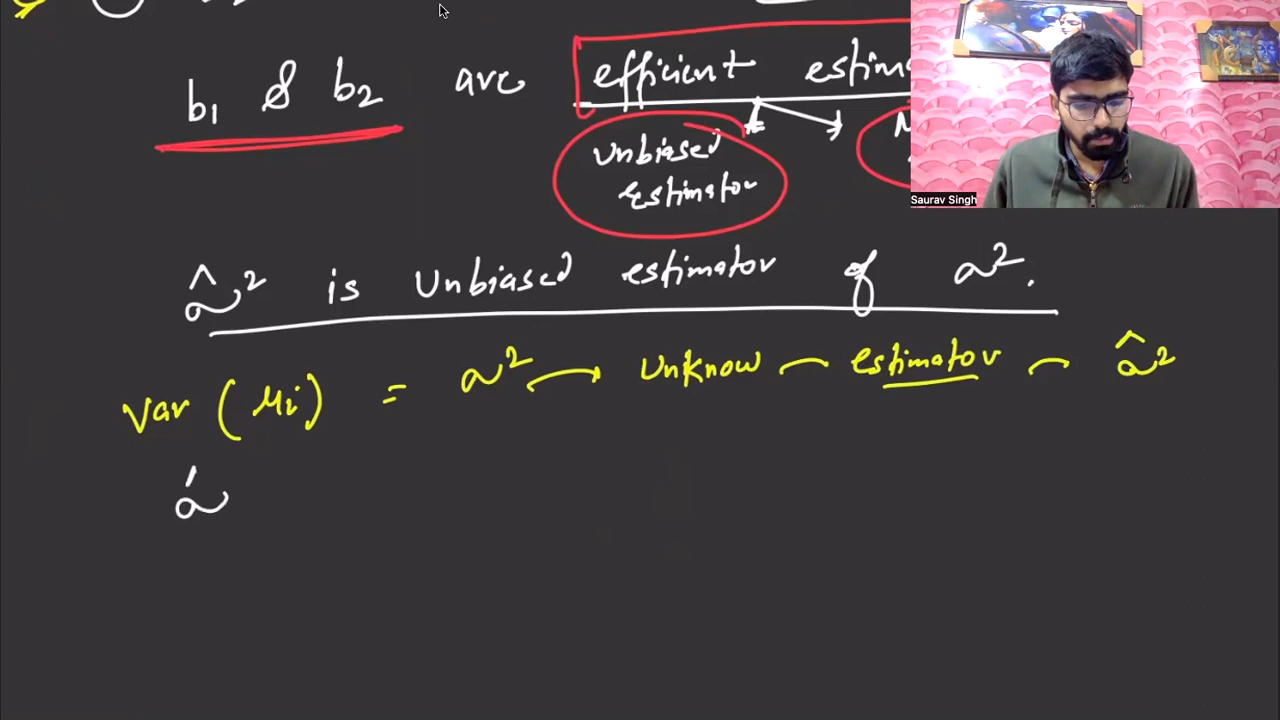 b1 & b2 are efficient estim
Unbiased
Estimator
Saurav Singh
σ̂² is Unbiased estimator of σ².
Var (μi) = σ² → Unknow — estimator — σ̂²
σ